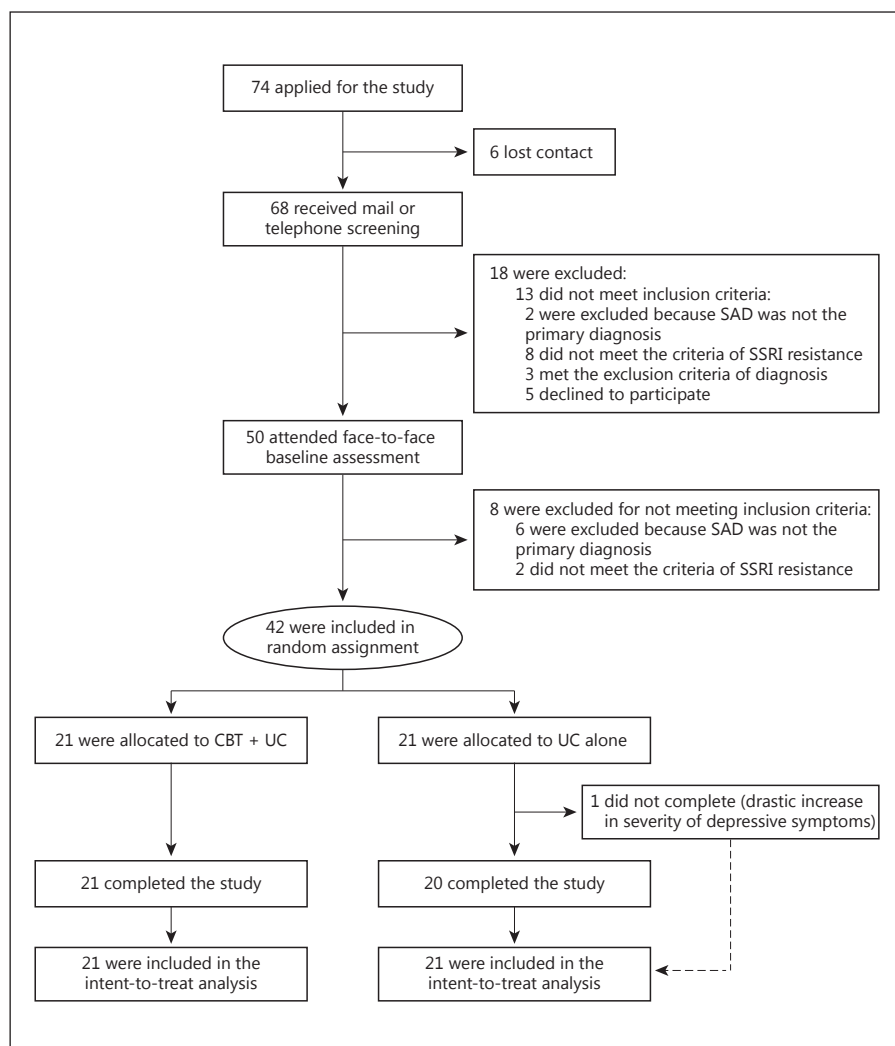 74 applied for the study
6 lost contact
68 received mail or
telephone screening
18 were excluded:
13 did not meet inclusion criteria:
2 were excluded because SAD was not the
primary diagnosis
8 did not meet the criteria of SSRI resistance
3 met the exclusion criteria of diagnosis
5 declined to participate
50 attended face-to-face
baseline assessment
8 were excluded for not meeting inclusion criteria:
6 were excluded because SAD was not the
primary diagnosis
2 did not meet the criteria of SSRI resistance
42 were included in
random assignment
21 were allocated to CBT + UC
21 were allocated to UC alone
1 did not complete (drastic increase
in severity of depressive symptoms)
21 completed the study
20 completed the study
21 were included in the
intent-to-treat analysis
21 were included in the
intent-to-treat analysis